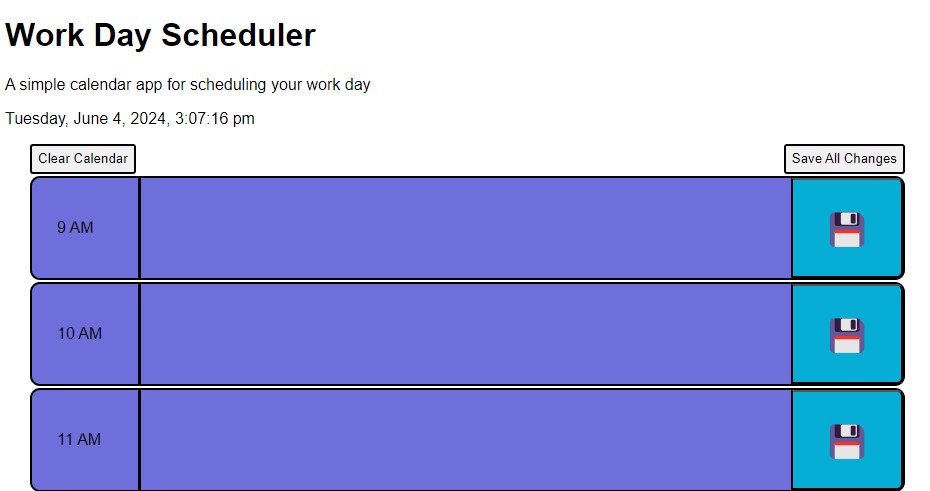 Work Day Scheduler
A simple calendar app for scheduling your work day
Tuesday, June 4, 2024, 3:07:16 pm
Clear Calendar
Save All Changes
9 AM
10 AM
11 AM